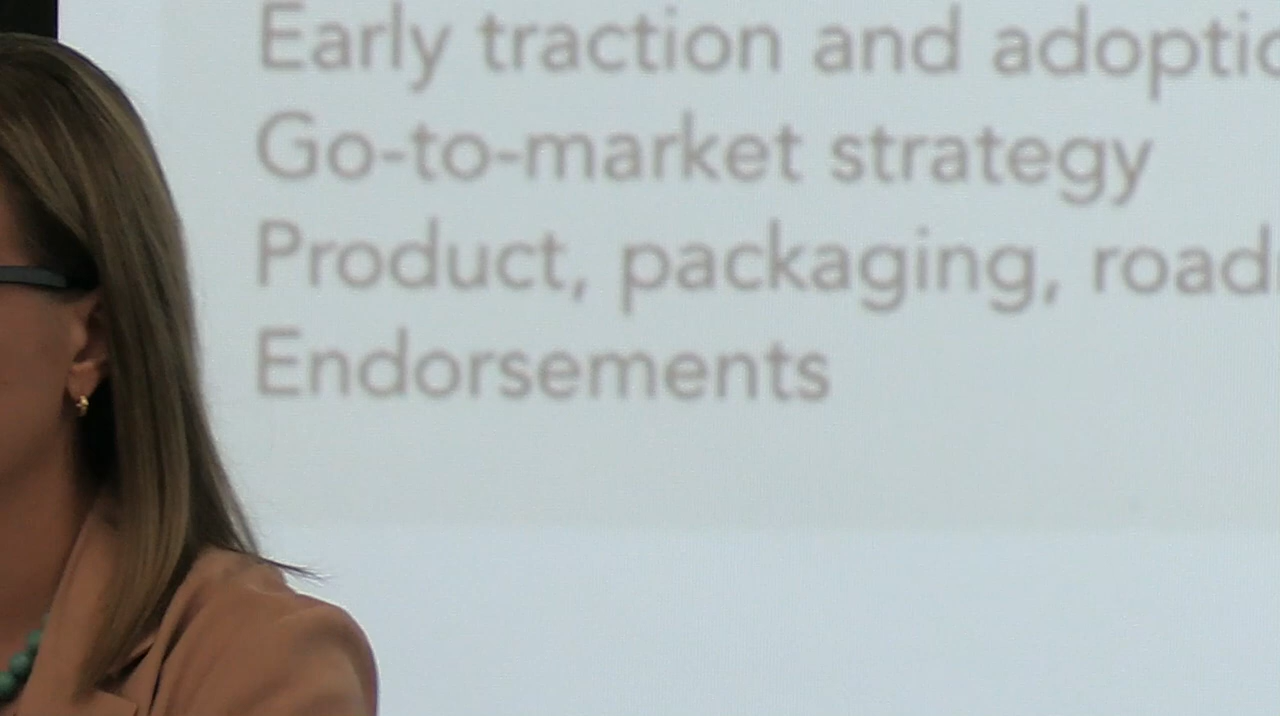 Early traction and adoptio
Go-to-market strategy
Product, packaging, road
Endorsements